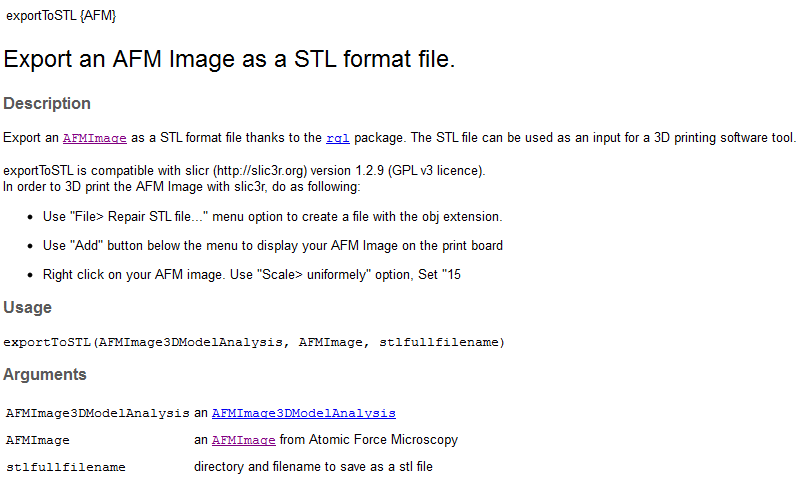 exportToSTL {AFM}
Export an AFM Image as a STL format file.
Description
Export an AFMImage as a STL format file thanks to the rgl package. The STL file can be used as an input for a 3D printing software tool.
exportToSTL is compatible with slicr (http://slic3r.org) version 1.2.9 (GPL v3 licence).
In order to 3D print the AFM Image with slic3r, do as following:
• Use "File> Repair STL file..." menu option to create a file with the obj extension.
• Use "Add" button below the menu to display your AFM Image on the print board
• Right click on your AFM image. Use "Scale> uniformely" option, Set "15
Usage
exportToSTL(AFMImage3DModelAnalysis, AFMImage, stlfullfilename)
Arguments
AFMImage3DModelAnalysis an AFMImage3DModelAnalysis
AFMImage an AFMImage from Atomic Force Microscopy
stlfullfilename directory and filename to save as a stl file